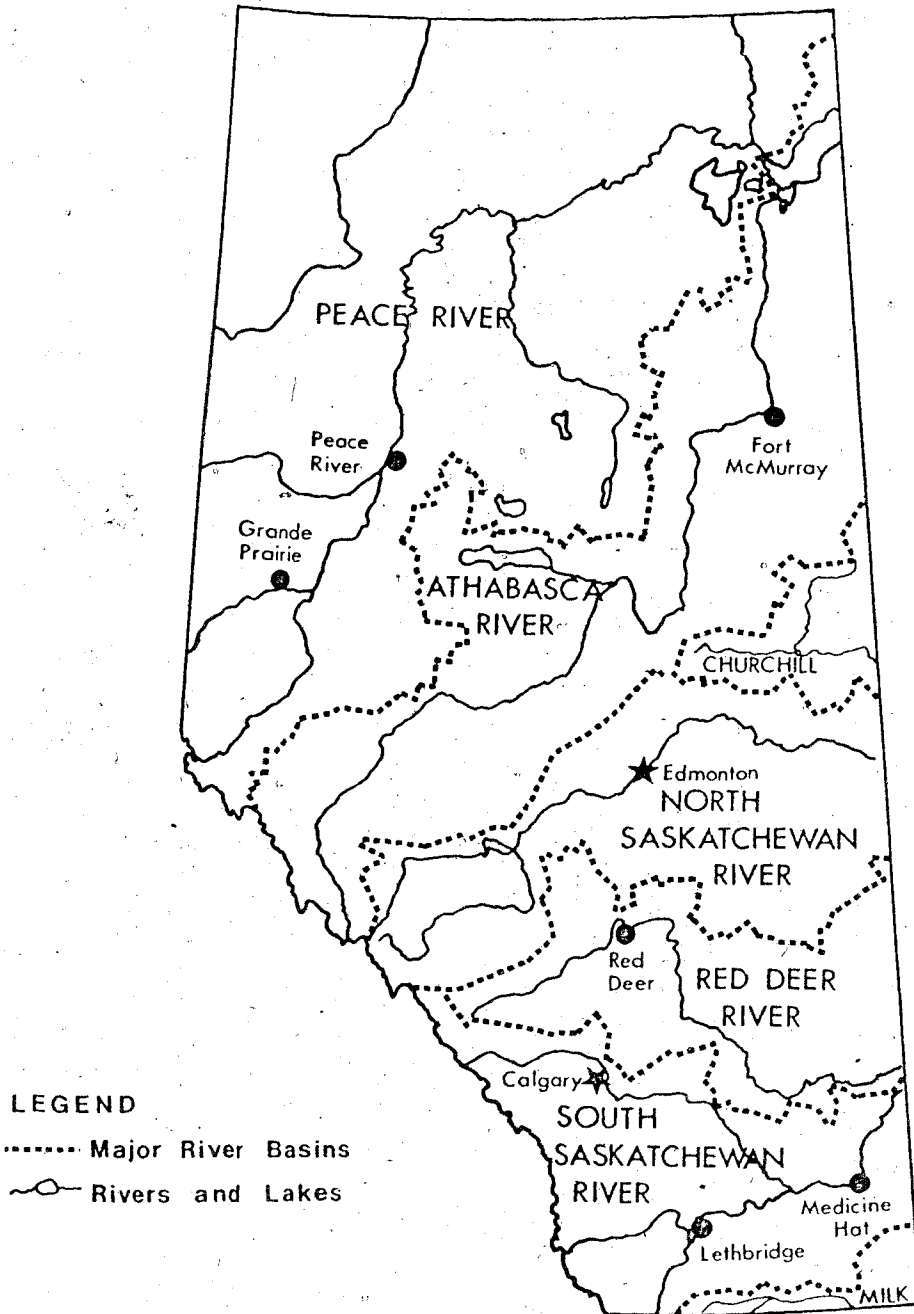 PEACE RIVER
Peace
River
Fort
McMurray
Grande
Prairie
ATHABASCA
RIVER
CHURCHILL
Edmonton
NORTH
SASKATCHEWAN
RIVER
Red
Deer
RED DEER
RIVER
Calgary
SOUTH
SASKATCHEWAN
RIVER
Medicine
Hat
Lethbridge
MILK
LEGEND
Major River Basins
Rivers and Lakes